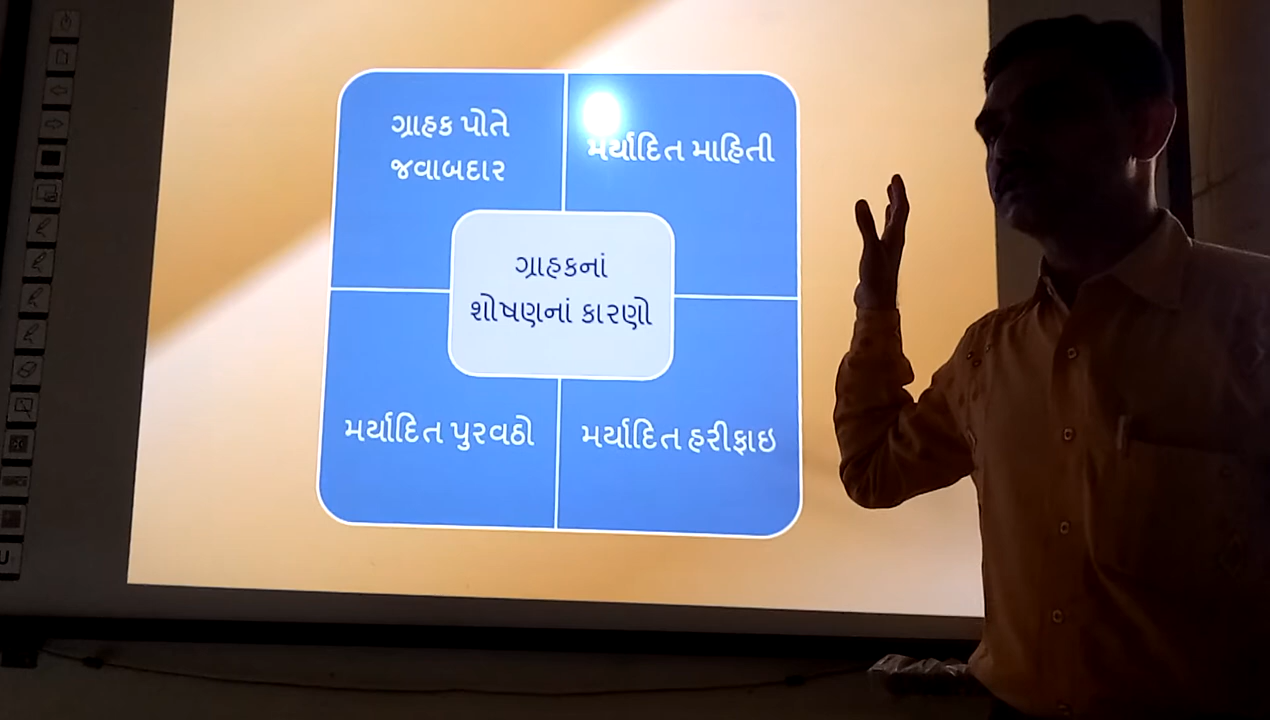 ગ્રાહક પોતે
જવાબદાર
મર્યાદિત માહિતી
ગ્રાહકનાં
શોષણનાં કારણો
મર્યાદિત પુરવઠો
મર્યાદિત હરીફાઇ